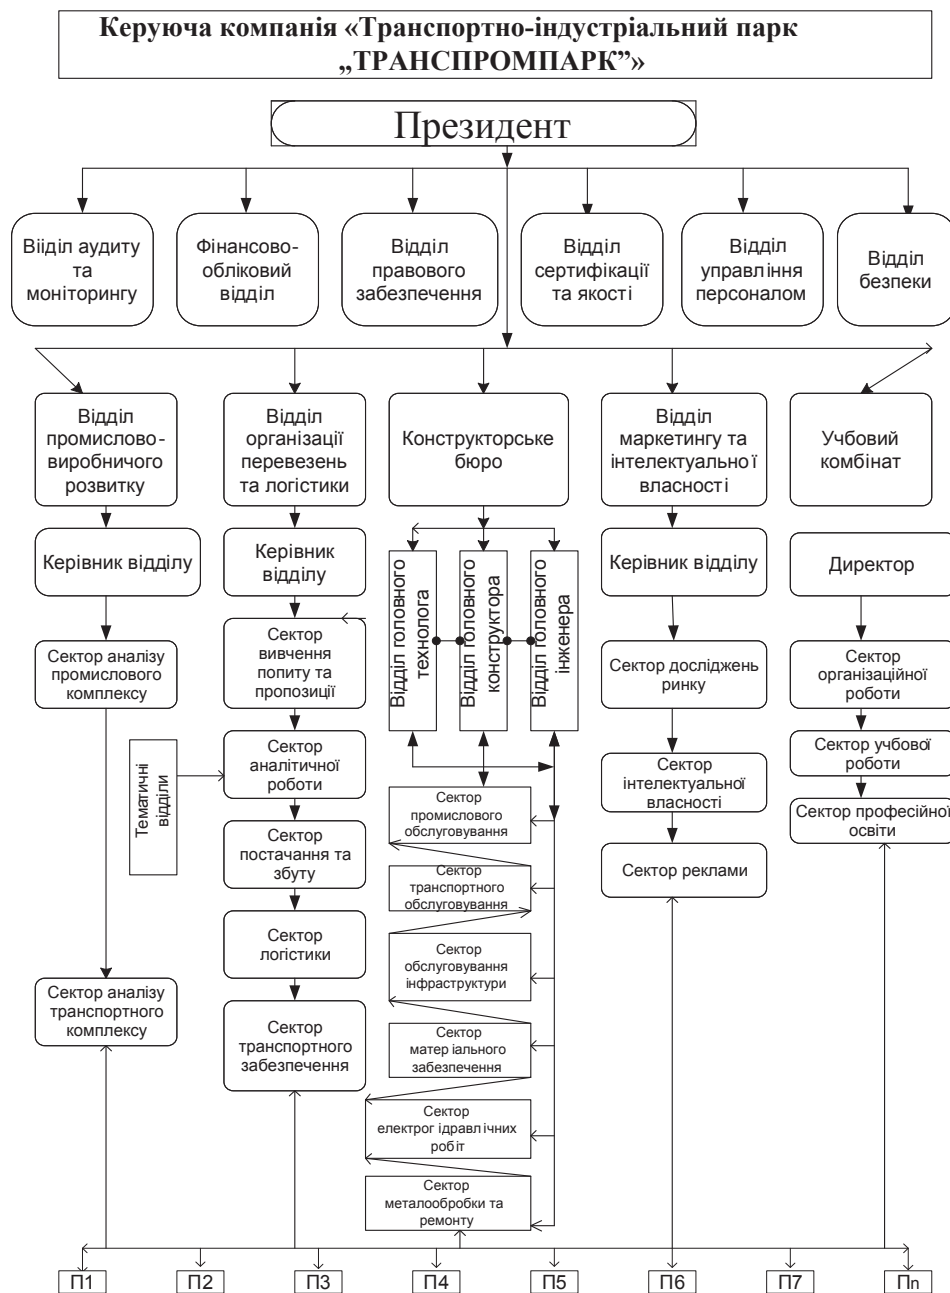 Керуюча компанія «Транспортно-індустріальний парк
„ТРАНСПРОМПАРК”»
Президент
Вііділ аудиту
та
моніторингу
Фінансово-
обліковий
відділ
Відділ
правового
забезпечення
Відділ
сертифікації
та якості
Відділ
управління
персоналом
Відділ
безпеки
Відділ
промислово-
виробничого
розвитку
Відділ
організації
перевезень
та логістики
Конструкторське
бюро
Відділ
маркетингу та
інтелектуальної
власності
Учбовий
комбінат
Керівник відділу
Керівник
відділу
Відділ головного
технолога
Відділ головного
конструктора
Відділ головного
інженера
Керівник відділу
Директор
Сектор аналізу
промислового
комплексу
Сектор
вивчення
попиту та
пропозиції
Сектор досліджень
ринку
Сектор
організаційної
роботи
Тематичні
відділи
Сектор
аналітичної
роботи
Сектор
промислового
обслуговування
Сектор
інтелектуальної
власності
Сектор учбової
роботи
Сектор професійної
освіти
Сектор
постачання та
збуту
Сектор
транспортного
обслуговування
Сектор реклами
Сектор
логістики
Сектор
обслуговування
інфраструктури
Сектор аналізу
транспортного
комплексу
Сектор
транспортного
забезпечення
Сектор
матеріального
забезпечення
Сектор
електрогідравлічних
робіт
Сектор
металообробки та
ремонту
П1
П2
П3
П4
П5
П6
П7
Пn